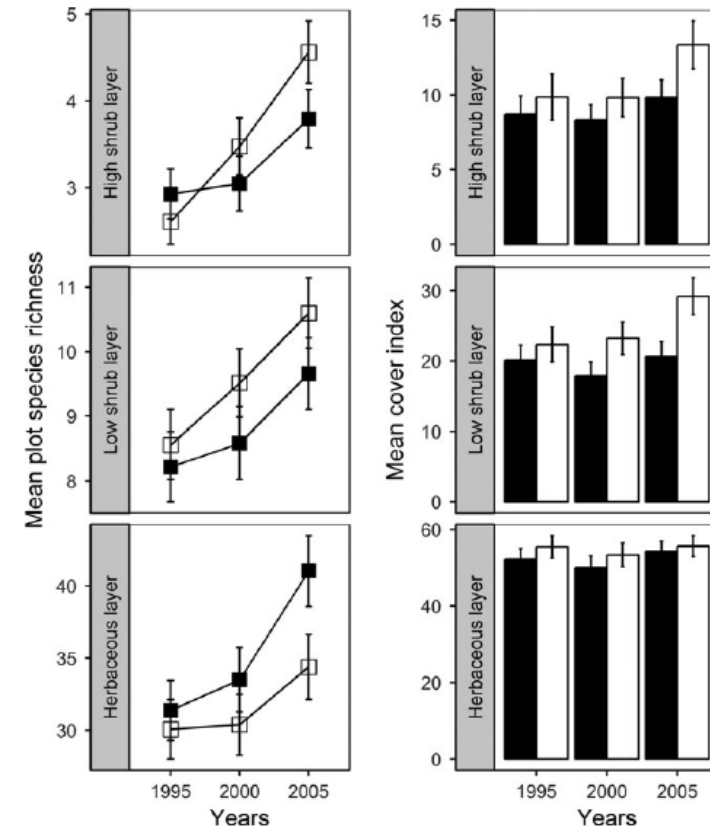 Mean plot species richness
High shrub layer
5
4
3
Low shrub layer
11
10
9
8
Herbaceous layer
40
35
30
1995 2000 2005
Years
Mean cover index
High shrub layer
15
10
5
0
Low shrub layer
30
20
10
0
Herbaceous layer
60
40
20
0
1995 2000 2005
Years